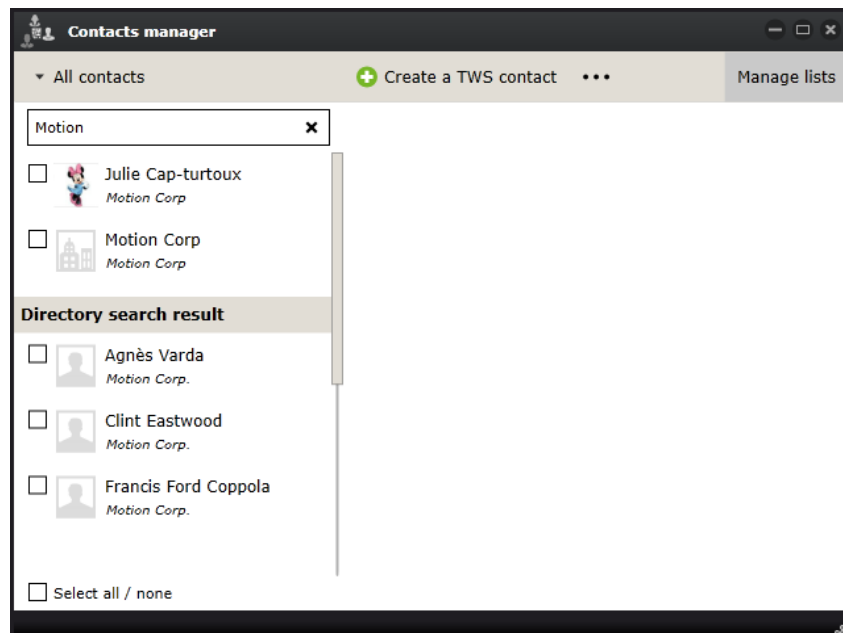 Contacts manager
All contacts
Create a TWS contact
Manage lists
Motion
Julie Cap-turtoux
Motion Corp
Motion Corp
Motion Corp
Directory search result
Agnès Varda
Motion Corp.
Clint Eastwood
Motion Corp.
Francis Ford Coppola
Motion Corp.
Select all / none